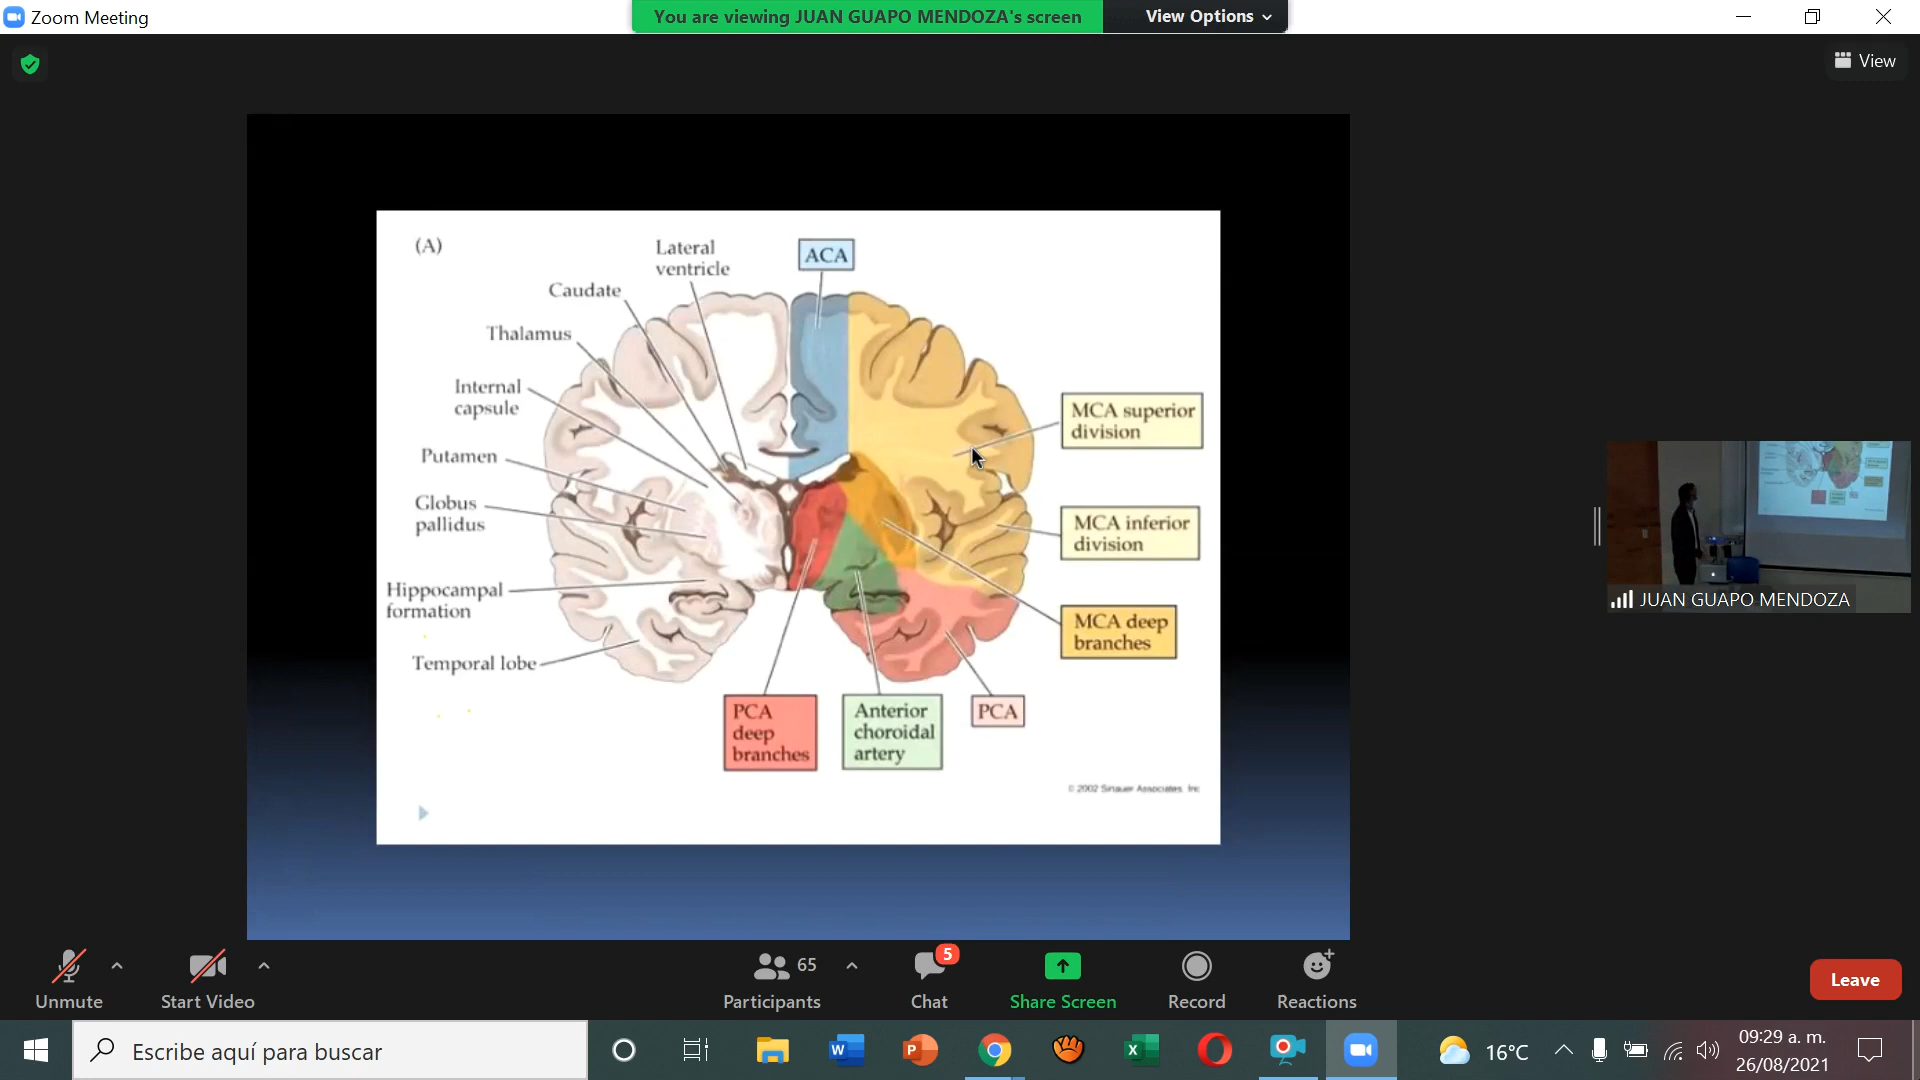 Zoom Meeting
You are viewing JUAN GUAPO MENDOZA's screen
View Options
View
(A)
Lateral
ventricle
ACA
Caudate
Thalamus
Internal
capsule
MCA superior
division
Putamen
Globus
pallidus
MCA inferior
division
Hippocampal
formation
MCA deep
branches
Temporal lobe
PCA
deep
branches
Anterior
choroidal
artery
PCA
© 2002 Sinauer Associates, Inc
JUAN GUAPO MENDOZA
Unmute
Start Video
65
Participants
5
Chat
Share Screen
Record
Reactions
Leave
Escribe aquí para buscar
W
P
X
16°C
09:29 a. m.
26/08/2021